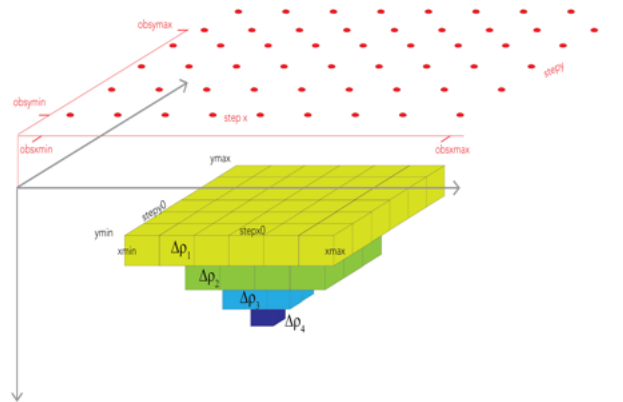 obsymax
stepy
obsymin
step x
obsxmin
obsxmax
ymax
stepy0
ymin
stepx0
xmin
Δρ1
xmax
Δρ2
Δρ3
Δρ4